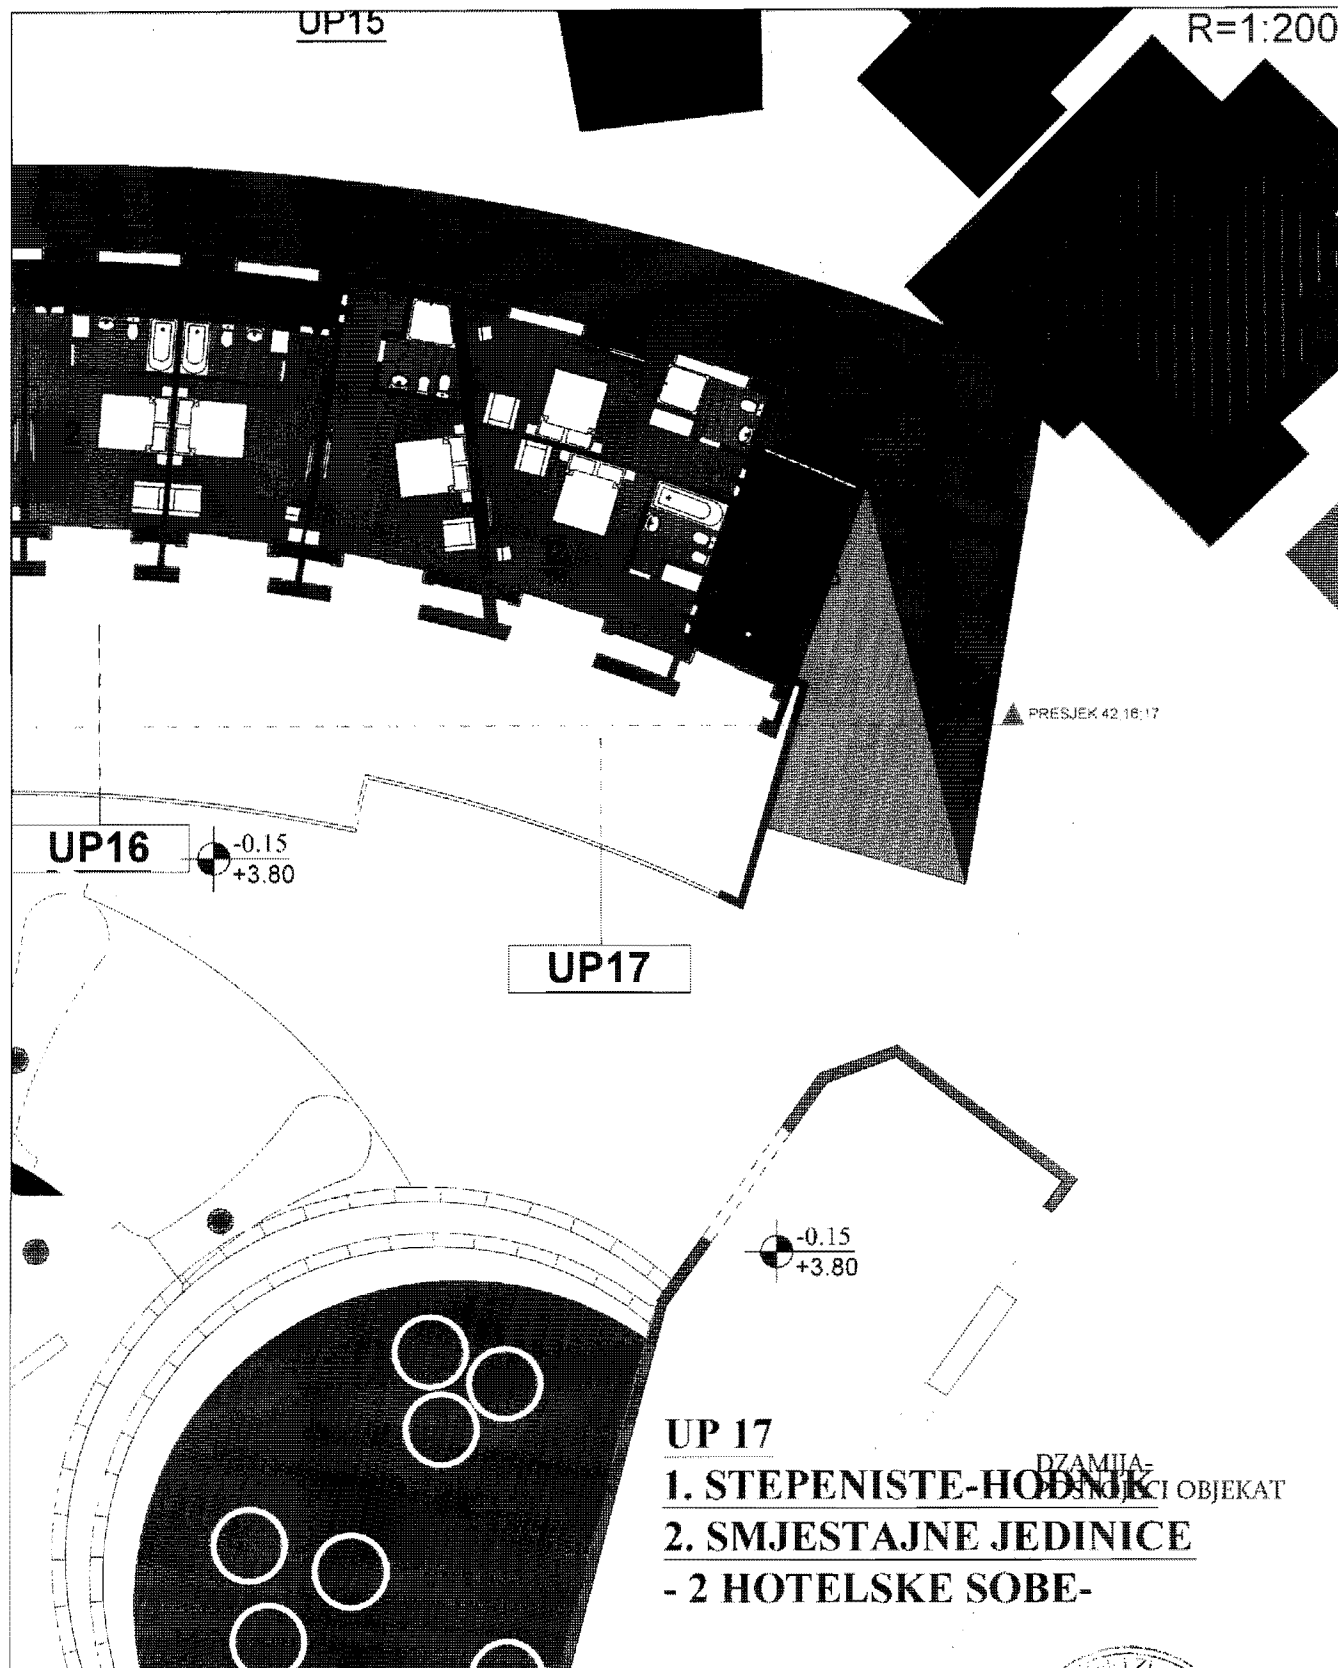 UP15
R=1:200
PRESJEK 42,16,17
UP16
-0.15
+3.80
UP17
-0.15
+3.80
UP 17
1. STEPENISTE-HODNIK
2. SMJESTAJNE JEDINICE
- 2 HOTELSKE SOBE-
DZAMIJA-
OBJEKAT